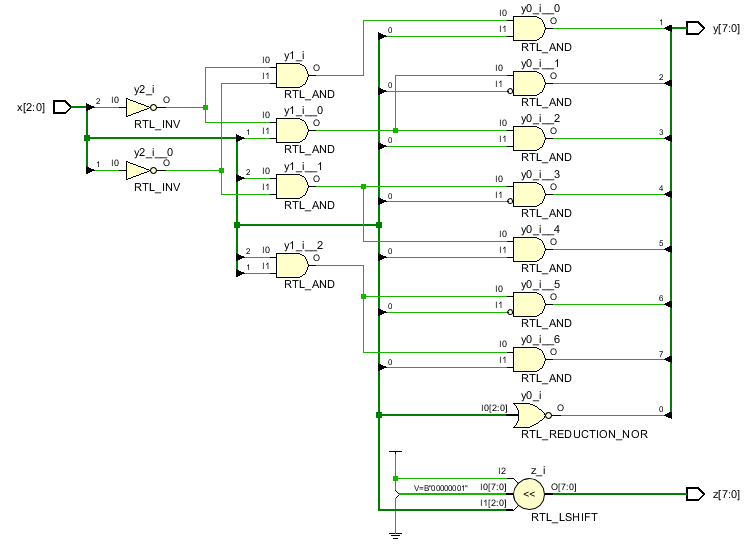 x[2:0]
2
I0
y2_i
O
RTL_INV
1
I0
y2_i__0
O
RTL_INV
I0
I1
y1_i
O
RTL_AND
I0
1
I1
y1_i__0
O
RTL_AND
2
I0
I1
y1_i__1
O
RTL_AND
2
I0
1
I1
y1_i__2
O
RTL_AND
I0
0
I1
y0_i__0
O
RTL_AND
1
y[7:0]
I0
0
I1
y0_i__1
O
RTL_AND
2
I0
0
I1
y0_i__2
O
RTL_AND
3
I0
0
I1
y0_i__3
O
RTL_AND
4
I0
0
I1
y0_i__4
O
RTL_AND
5
I0
0
I1
y0_i__5
O
RTL_AND
6
I0
0
I1
y0_i__6
O
RTL_AND
7
I0[2:0]
y0_i
O
RTL_REDUCTION_NOR
0
I2
V=B"00000001"
I0[7:0]
I1[2:0]
z_i
<<
O[7:0]
RTL_LSHIFT
z[7:0]